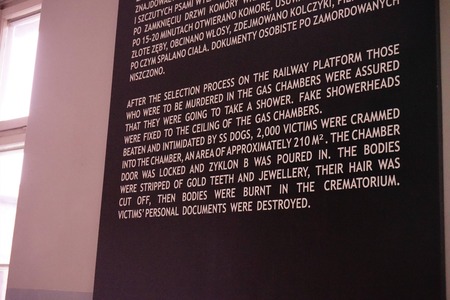 I SZCZUTYCH PSAMI
PO ZAMKNIĘCIU DRZWI KOMORY
PO 15-20 MINUTACH OTWIERANO KOMORĘ,
ZŁOTE ZĘBY, OBCINANO WŁOSY, ZDEJMOWANO KOLCZYKI,
PO CZYM SPALANO CIAŁA. DOKUMENTY OSOBISTE PO ZAMORDOWANYCH
NISZCZONO.
AFTER THE SELECTION PROCESS ON THE RAILWAY PLATFORM THOSE
WHO WERE TO BE MURDERED IN THE GAS CHAMBERS WERE ASSURED
THAT THEY WERE GOING TO TAKE A SHOWER. FAKE SHOWERHEADS
WERE FIXED TO THE CEILING OF THE GAS CHAMBERS.
BEATEN AND INTIMIDATED BY SS DOGS, 2,000 VICTIMS WERE CRAMMED
INTO THE CHAMBER, AN AREA OF APPROXIMATELY 210 M². THE CHAMBER
DOOR WAS LOCKED AND ZYKLON B WAS POURED IN. THE BODIES
WERE STRIPPED OF GOLD TEETH AND JEWELLERY, THEIR HAIR WAS
CUT OFF, THEN BODIES WERE BURNT IN THE CREMATORIUM.
VICTIMS' PERSONAL DOCUMENTS WERE DESTROYED.